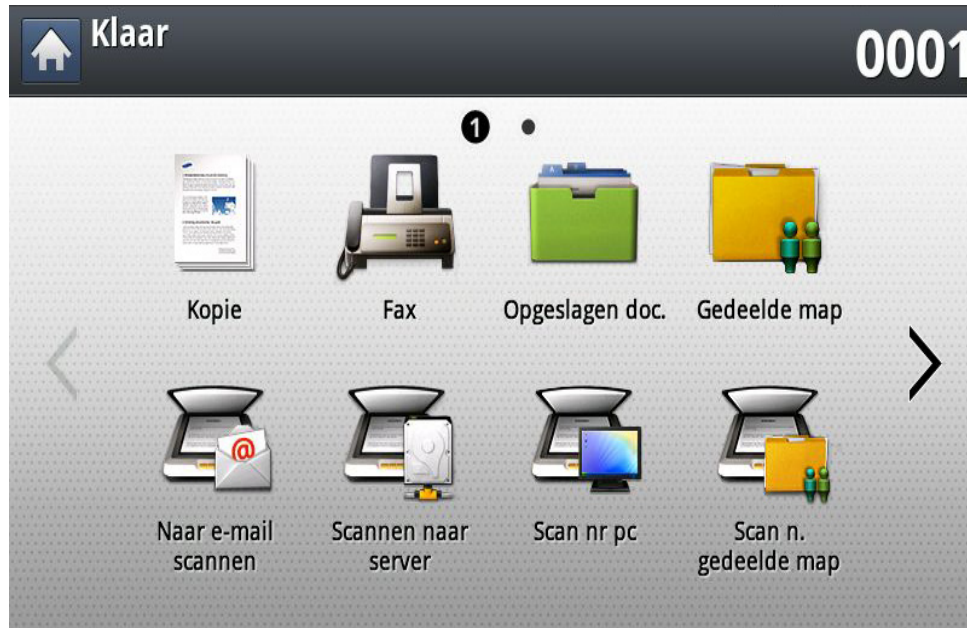 Klaar
0001
1
Kopie
Fax
Opgeslagen doc.
Gedeelde map
Naar e-mail
scannen
Scannen naar
server
Scan nr pc
Scan n.
gedeelde map